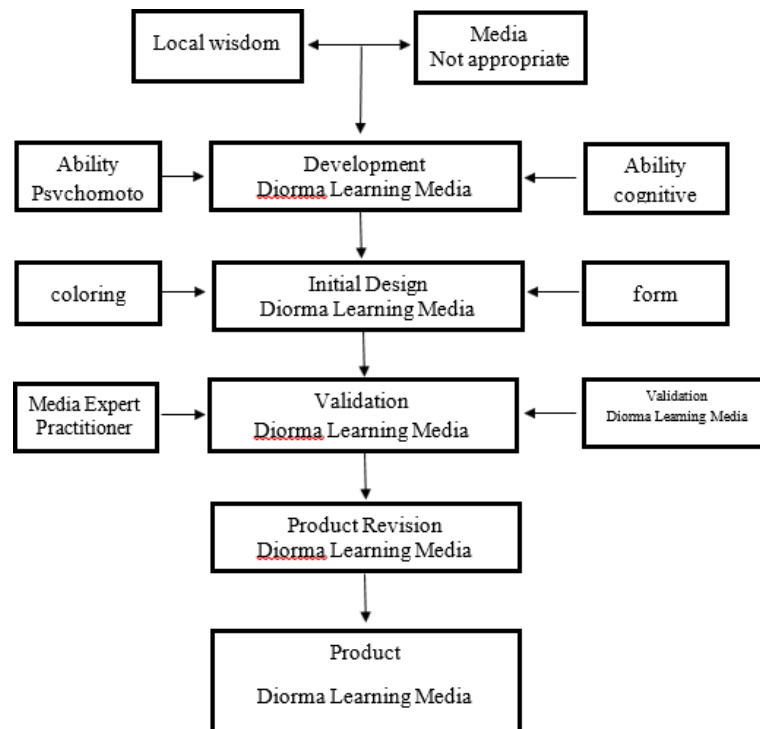 Local wisdom
Media
Not appropriate
Ability
Psychomoto
Development
Diorma Learning Media
Ability
cognitive
coloring
Initial Design
Diorma Learning Media
form
Media Expert
Practitioner
Validation
Diorma Learning Media
Validation
Diorma Learning Media
Product Revision
Diorma Learning Media
Product
Diorma Learning Media